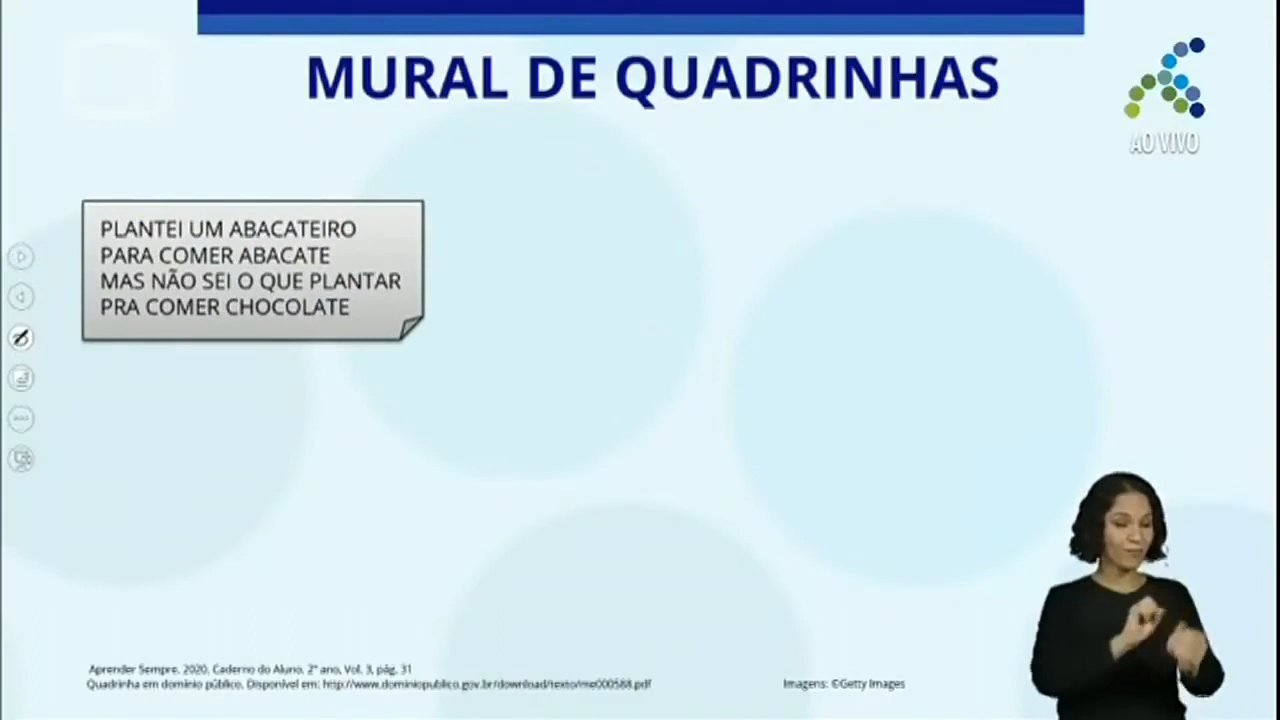 MURAL DE QUADRINHAS
AO VIVO
PLANTEI UM ABACATEIRO
PARA COMER ABACATE
MAS NÃO SEI O QUE PLANTAR
PRA COMER CHOCOLATE
Aprender Sempre, 2020, Caderno do Aluno, 2º ano, Vol. 3, pág. 31
Quadrinha em domínio público. Disponível em: http://www.dominiopublico.gov.br/download/texto/me000588.pdf
Imagens: ©Getty Images